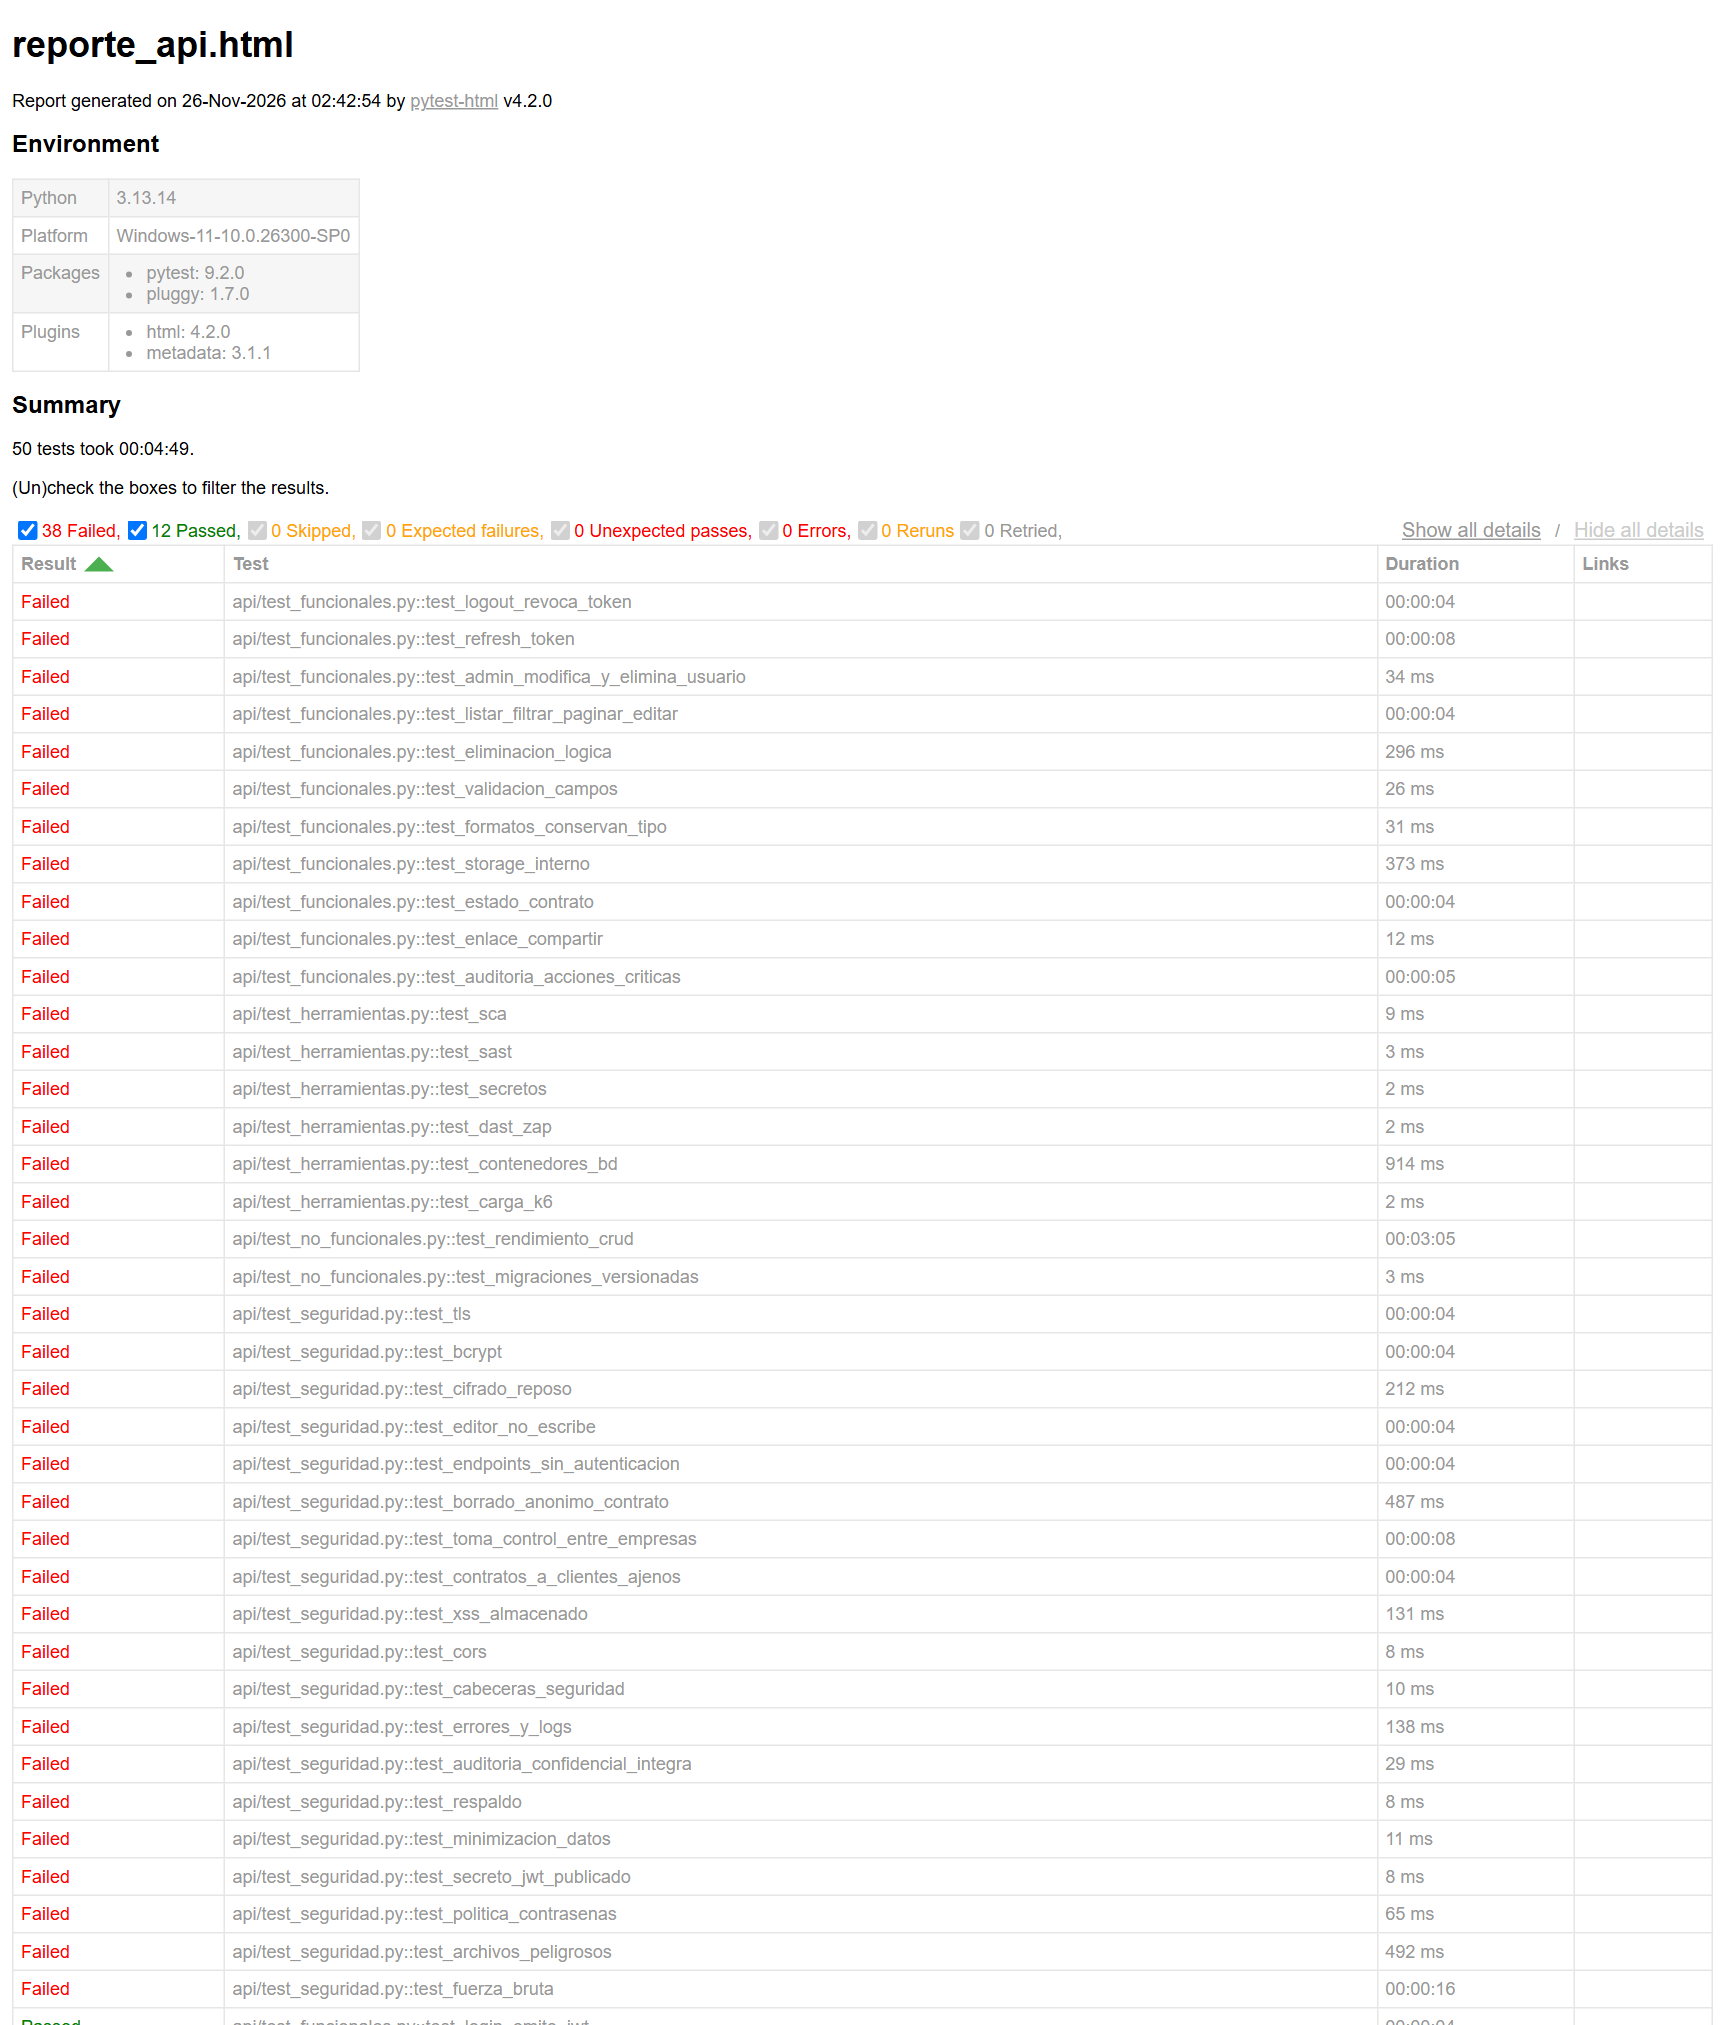 reporte_api.html
Report generated on 26-Nov-2026 at 02:42:54 by pytest-html v4.2.0
Environment
Python 3.13.14
Platform Windows-11-10.0.26300-SP0
Packages
pytest: 9.2.0
pluggy: 1.7.0
Plugins
html: 4.2.0
metadata: 3.1.1
Summary
50 tests took 00:04:49.
(Un)check the boxes to filter the results.
38 Failed, 12 Passed, 0 Skipped, 0 Expected failures, 0 Unexpected passes, 0 Errors, 0 Reruns 0 Retried, Show all details / Hide all details
Result Test Duration Links
Failed api/test_funcionales.py::test_logout_revoca_token 00:00:04
Failed api/test_funcionales.py::test_refresh_token 00:00:08
Failed api/test_funcionales.py::test_admin_modifica_y_elimina_usuario 34 ms
Failed api/test_funcionales.py::test_listar_filtrar_paginar_editar 00:00:04
Failed api/test_funcionales.py::test_eliminacion_logica 296 ms
Failed api/test_funcionales.py::test_validacion_campos 26 ms
Failed api/test_funcionales.py::test_formatos_conservan_tipo 31 ms
Failed api/test_funcionales.py::test_storage_interno 373 ms
Failed api/test_funcionales.py::test_estado_contrato 00:00:04
Failed api/test_funcionales.py::test_enlace_compartir 12 ms
Failed api/test_funcionales.py::test_auditoria_acciones_criticas 00:00:05
Failed api/test_herramientas.py::test_sca 9 ms
Failed api/test_herramientas.py::test_sast 3 ms
Failed api/test_herramientas.py::test_secretos 2 ms
Failed api/test_herramientas.py::test_dast_zap 2 ms
Failed api/test_herramientas.py::test_contenedores_bd 914 ms
Failed api/test_herramientas.py::test_carga_k6 2 ms
Failed api/test_no_funcionales.py::test_rendimiento_crud 00:03:05
Failed api/test_no_funcionales.py::test_migraciones_versionadas 3 ms
Failed api/test_seguridad.py::test_tls 00:00:04
Failed api/test_seguridad.py::test_bcrypt 00:00:04
Failed api/test_seguridad.py::test_cifrado_reposo 212 ms
Failed api/test_seguridad.py::test_editor_no_escribe 00:00:04
Failed api/test_seguridad.py::test_endpoints_sin_autenticacion 00:00:04
Failed api/test_seguridad.py::test_borrado_anonimo_contrato 487 ms
Failed api/test_seguridad.py::test_toma_control_entre_empresas 00:00:08
Failed api/test_seguridad.py::test_contratos_a_clientes_ajenos 00:00:04
Failed api/test_seguridad.py::test_xss_almacenado 131 ms
Failed api/test_seguridad.py::test_cors 8 ms
Failed api/test_seguridad.py::test_cabeceras_seguridad 10 ms
Failed api/test_seguridad.py::test_errores_y_logs 138 ms
Failed api/test_seguridad.py::test_auditoria_confidencial_integra 29 ms
Failed api/test_seguridad.py::test_respaldo 8 ms
Failed api/test_seguridad.py::test_minimizacion_datos 11 ms
Failed api/test_seguridad.py::test_secreto_jwt_publicado 8 ms
Failed api/test_seguridad.py::test_politica_contrasenas 65 ms
Failed api/test_seguridad.py::test_archivos_peligrosos 492 ms
Failed api/test_seguridad.py::test_fuerza_bruta 00:00:16
Passed api/test_funcionales.py::test_login_emite_jwt 00:00:04